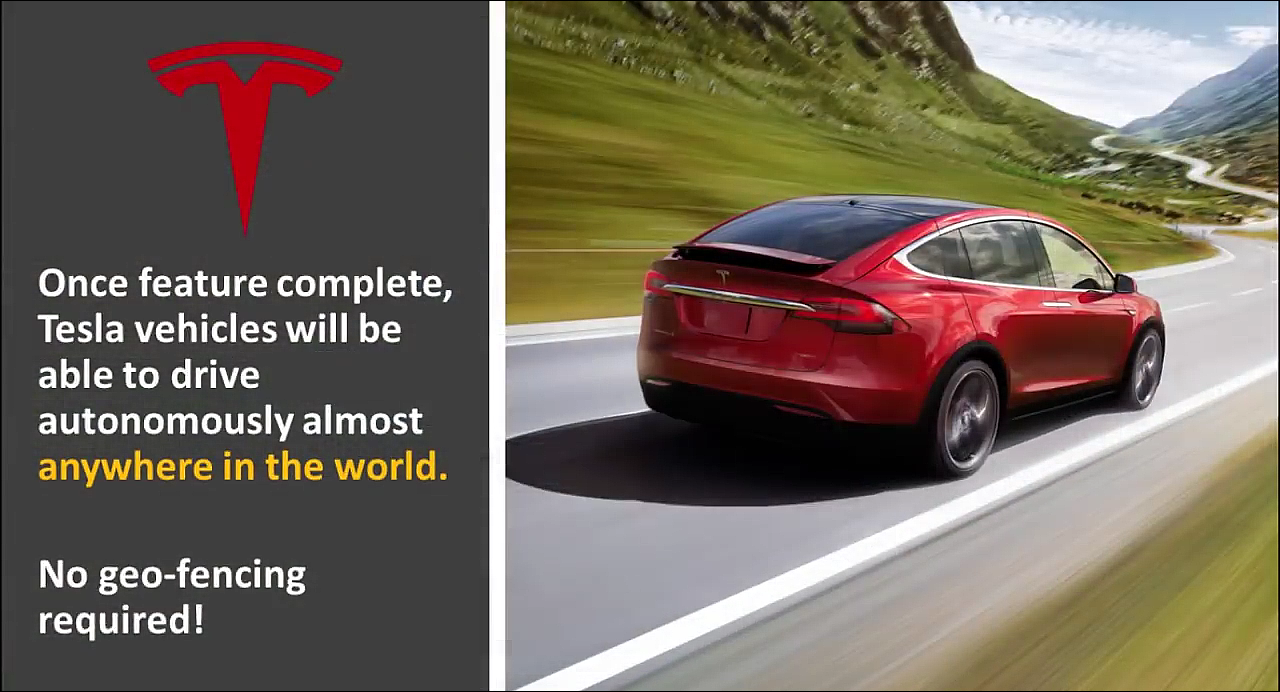 Once feature complete,
Tesla vehicles will be
able to drive
autonomously almost
anywhere in the world.
No geo-fencing
required!